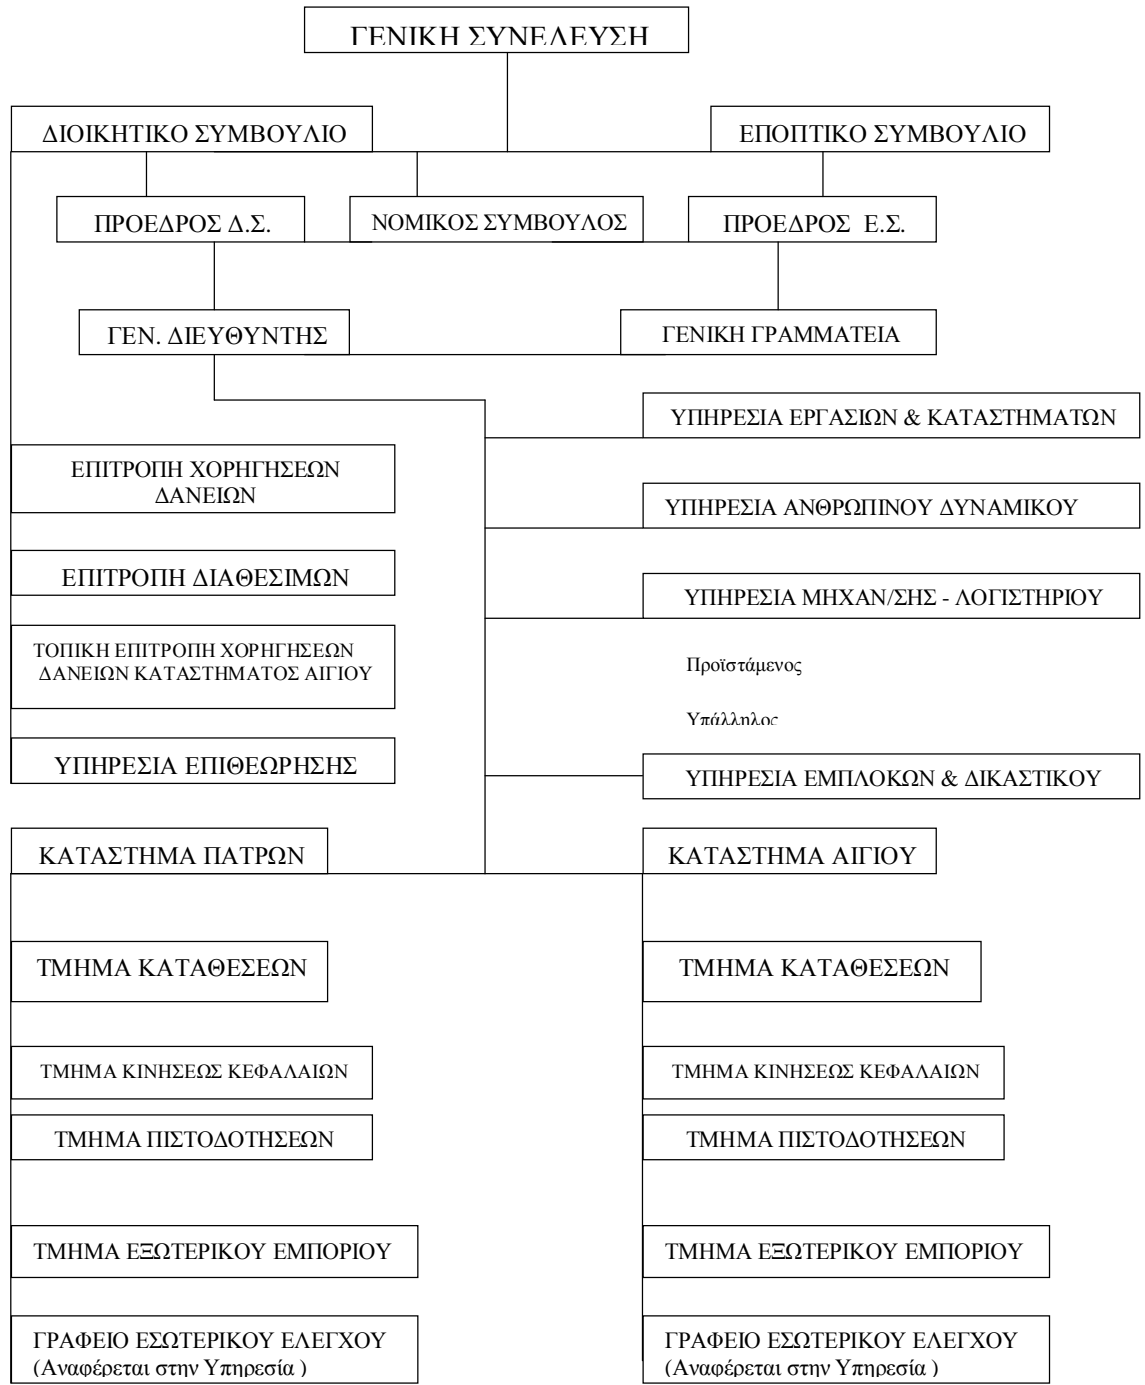 ΓΕΝΙΚΗ ΣΥΝΕΛΕΥΣΗ
ΔΙΟΙΚΗΤΙΚΟ ΣΥΜΒΟΥΛΙΟ
ΕΠΟΠΤΙΚΟ ΣΥΜΒΟΥΛΙΟ
ΠΡΟΕΔΡΟΣ Δ.Σ.
ΝΟΜΙΚΟΣ ΣΥΜΒΟΥΛΟΣ
ΠΡΟΕΔΡΟΣ Ε.Σ.
ΓΕΝ. ΔΙΕΥΘΥΝΤΗΣ
ΓΕΝΙΚΗ ΓΡΑΜΜΑΤΕΙΑ
ΥΠΗΡΕΣΙΑ ΕΡΓΑΣΙΩΝ & ΚΑΤΑΣΤΗΜΑΤΩΝ
ΕΠΙΤΡΟΠΗ ΧΟΡΗΓΗΣΕΩΝ
ΔΑΝΕΙΩΝ
ΥΠΗΡΕΣΙΑ ΑΝΘΡΩΠΙΝΟΥ ΔΥΝΑΜΙΚΟΥ
ΕΠΙΤΡΟΠΗ ΔΙΑΘΕΣΙΜΩΝ
ΥΠΗΡΕΣΙΑ ΜΗΧΑΝ/ΣΗΣ - ΛΟΓΙΣΤΗΡΙΟΥ
ΤΟΠΙΚΗ ΕΠΙΤΡΟΠΗ ΧΟΡΗΓΗΣΕΩΝ
ΔΑΝΕΙΩΝ ΚΑΤΑΣΤΗΜΑΤΟΣ ΑΙΓΙΟΥ
Προϊστάμενος
Υπάλληλος
ΥΠΗΡΕΣΙΑ ΕΠΙΘΕΩΡΗΣΗΣ
ΥΠΗΡΕΣΙΑ ΕΜΠΛΟΚΩΝ & ΔΙΚΑΣΤΙΚΟΥ
ΚΑΤΑΣΤΗΜΑ ΠΑΤΡΩΝ
ΚΑΤΑΣΤΗΜΑ ΑΙΓΙΟΥ
ΤΜΗΜΑ ΚΑΤΑΘΕΣΕΩΝ
ΤΜΗΜΑ ΚΑΤΑΘΕΣΕΩΝ
ΤΜΗΜΑ ΚΙΝΗΣΕΩΣ ΚΕΦΑΛΑΙΩΝ
ΤΜΗΜΑ ΚΙΝΗΣΕΩΣ ΚΕΦΑΛΑΙΩΝ
ΤΜΗΜΑ ΠΙΣΤΟΔΟΤΗΣΕΩΝ
ΤΜΗΜΑ ΠΙΣΤΟΔΟΤΗΣΕΩΝ
ΤΜΗΜΑ ΕΞΩΤΕΡΙΚΟΥ ΕΜΠΟΡΙΟΥ
ΤΜΗΜΑ ΕΞΩΤΕΡΙΚΟΥ ΕΜΠΟΡΙΟΥ
ΓΡΑΦΕΙΟ ΕΣΩΤΕΡΙΚΟΥ ΕΛΕΓΧΟΥ
(Αναφέρεται στην Υπηρεσία )
ΓΡΑΦΕΙΟ ΕΣΩΤΕΡΙΚΟΥ ΕΛΕΓΧΟΥ
(Αναφέρεται στην Υπηρεσία )